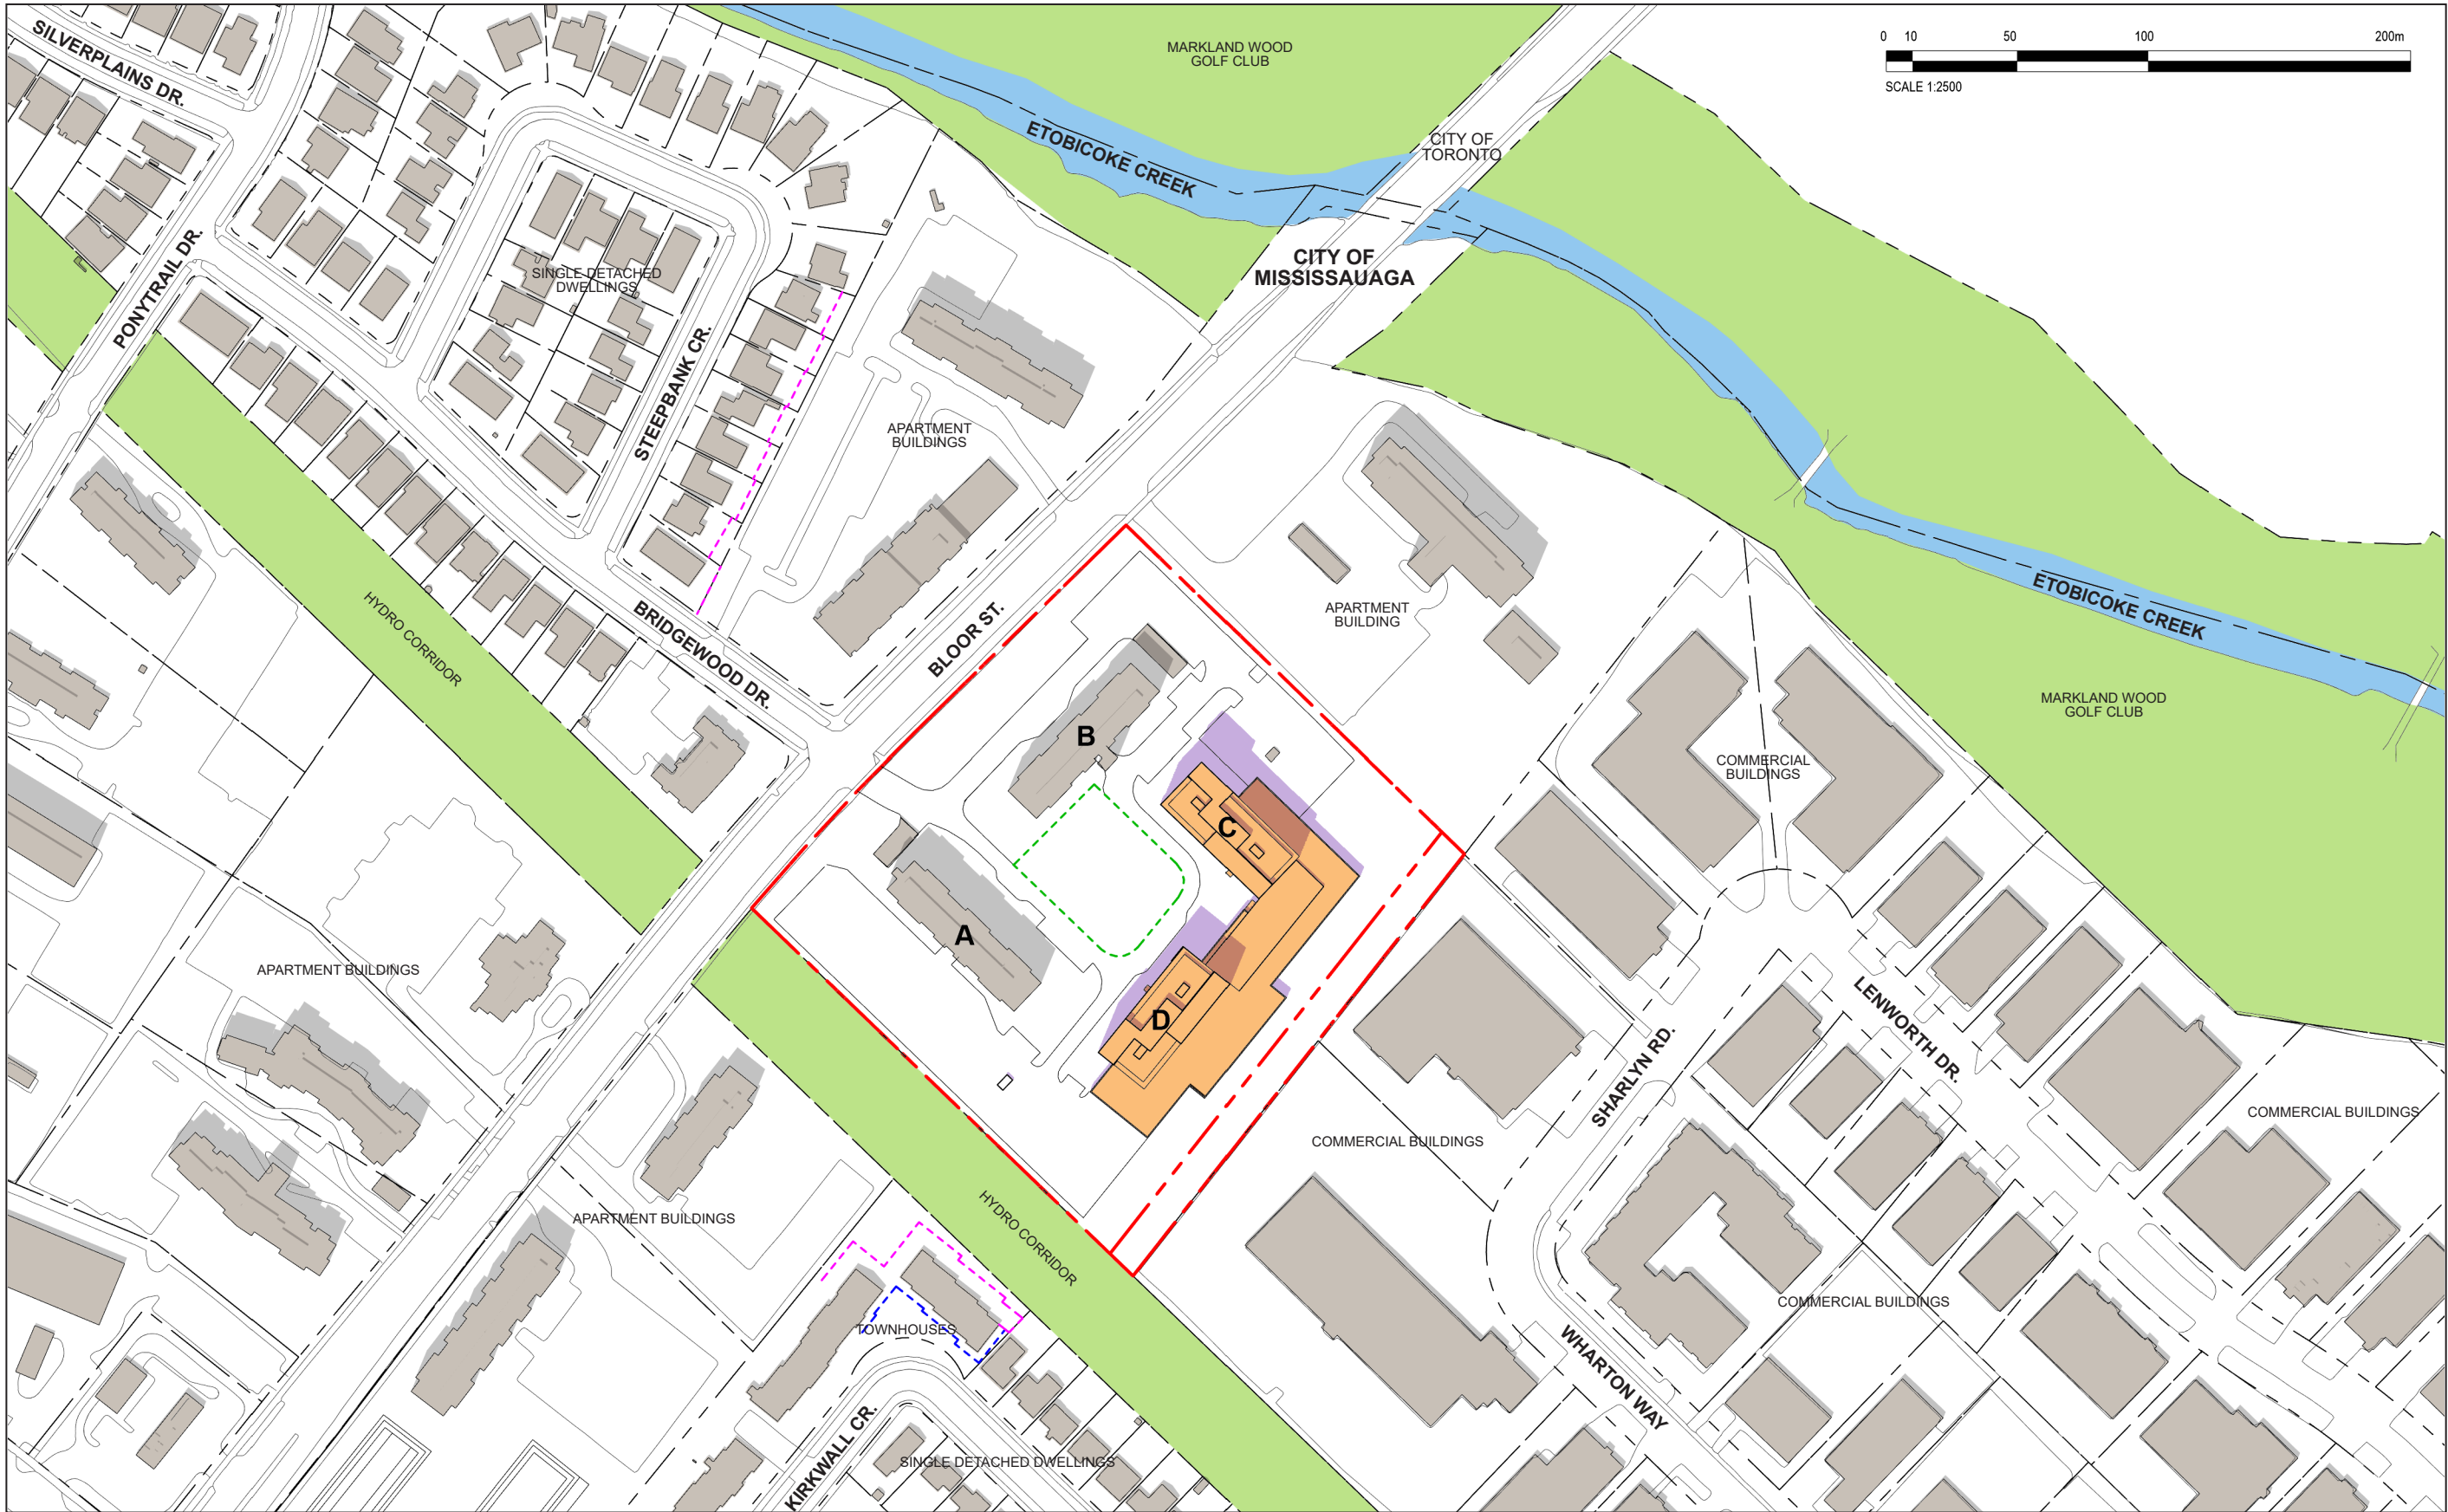 SILVERPLAINS DR.
MARKLAND WOOD
GOLF CLUB
0 10 50 100 200m
SCALE 1:2500
ETOBICOKE CREEK
CITY OF
TORONTO
CITY OF
MISSISSAUAGA
PONYTRAIL DR.
SINGLE DETACHED
DWELLINGS
STEEPBANK CR.
APARTMENT
BUILDINGS
HYDRO CORRIDOR
BRIDGEWOOD DR.
BLOOR ST.
APARTMENT
BUILDING
ETOBICOKE CREEK
MARKLAND WOOD
GOLF CLUB
COMMERCIAL
BUILDINGS
B
C
A
D
APARTMENT BUILDINGS
LENWORTH DR.
SHARLYN RD.
COMMERCIAL BUILDINGS
COMMERCIAL BUILDINGS
APARTMENT BUILDINGS
HYDRO CORRIDOR
COMMERCIAL BUILDINGS
TOWNHOUSES
WHARTON WAY
KIRKWALL CR.
SINGLE DETACHED DWELLINGS